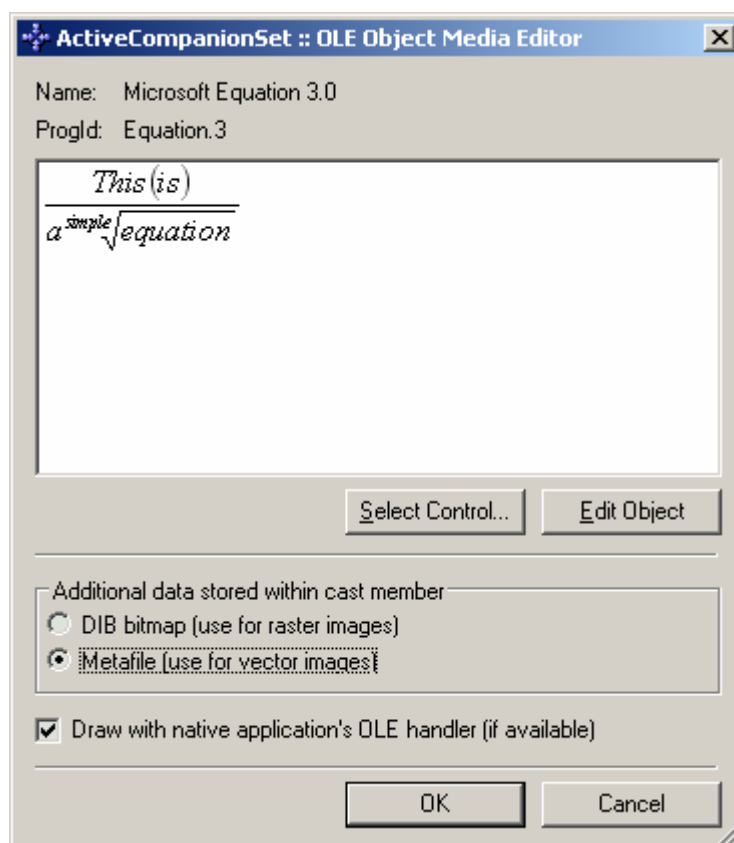 ActiveCompanionSet :: OLE Object Media Editor
Name: Microsoft Equation 3.0
ProgId: Equation.3
This(is)
a simple √equation
Select Control... Edit Object
Additional data stored within cast member
DIB bitmap (use for raster images)
Metafile (use for vector images)
Draw with native application's OLE handler (if available)
OK Cancel